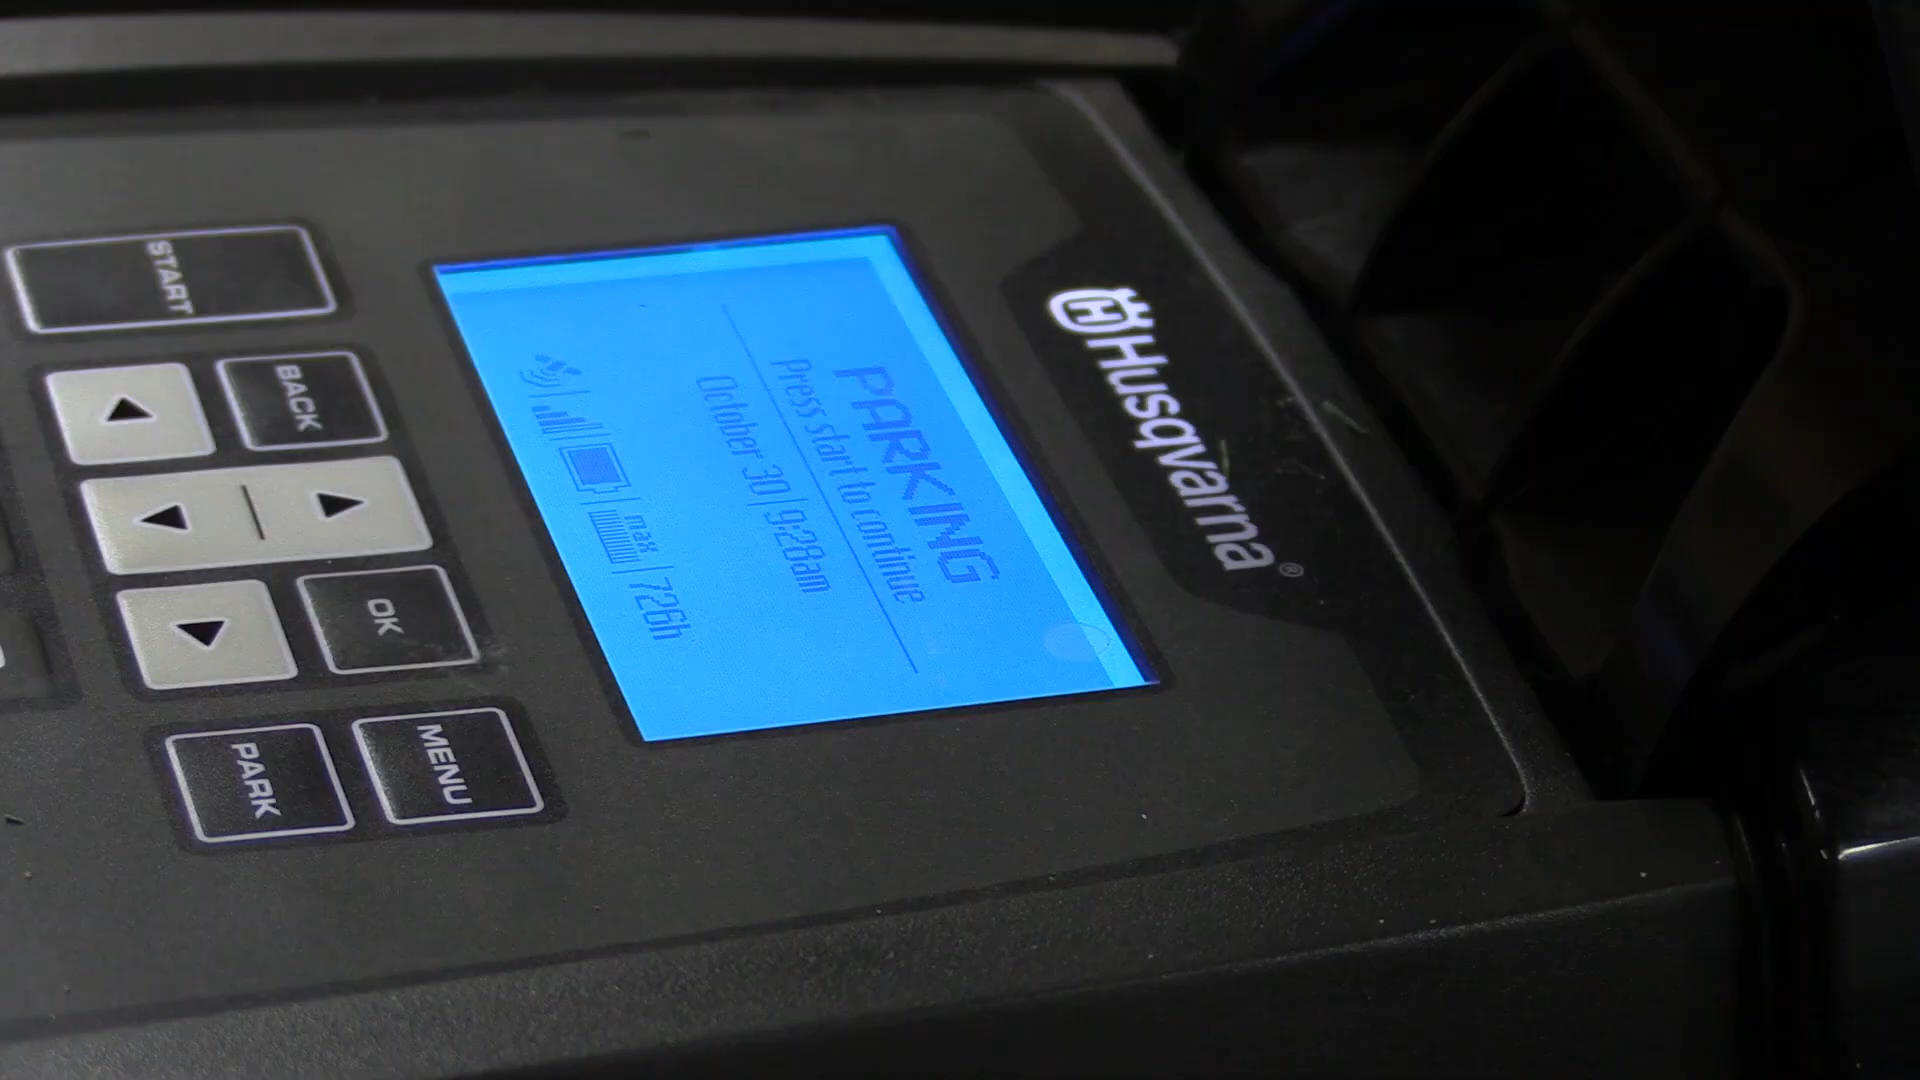 Husqvarna®
PARKING
Press start to continue
October 30 | 9:28am
max
726h
START
BACK
OK
MENU
PARK